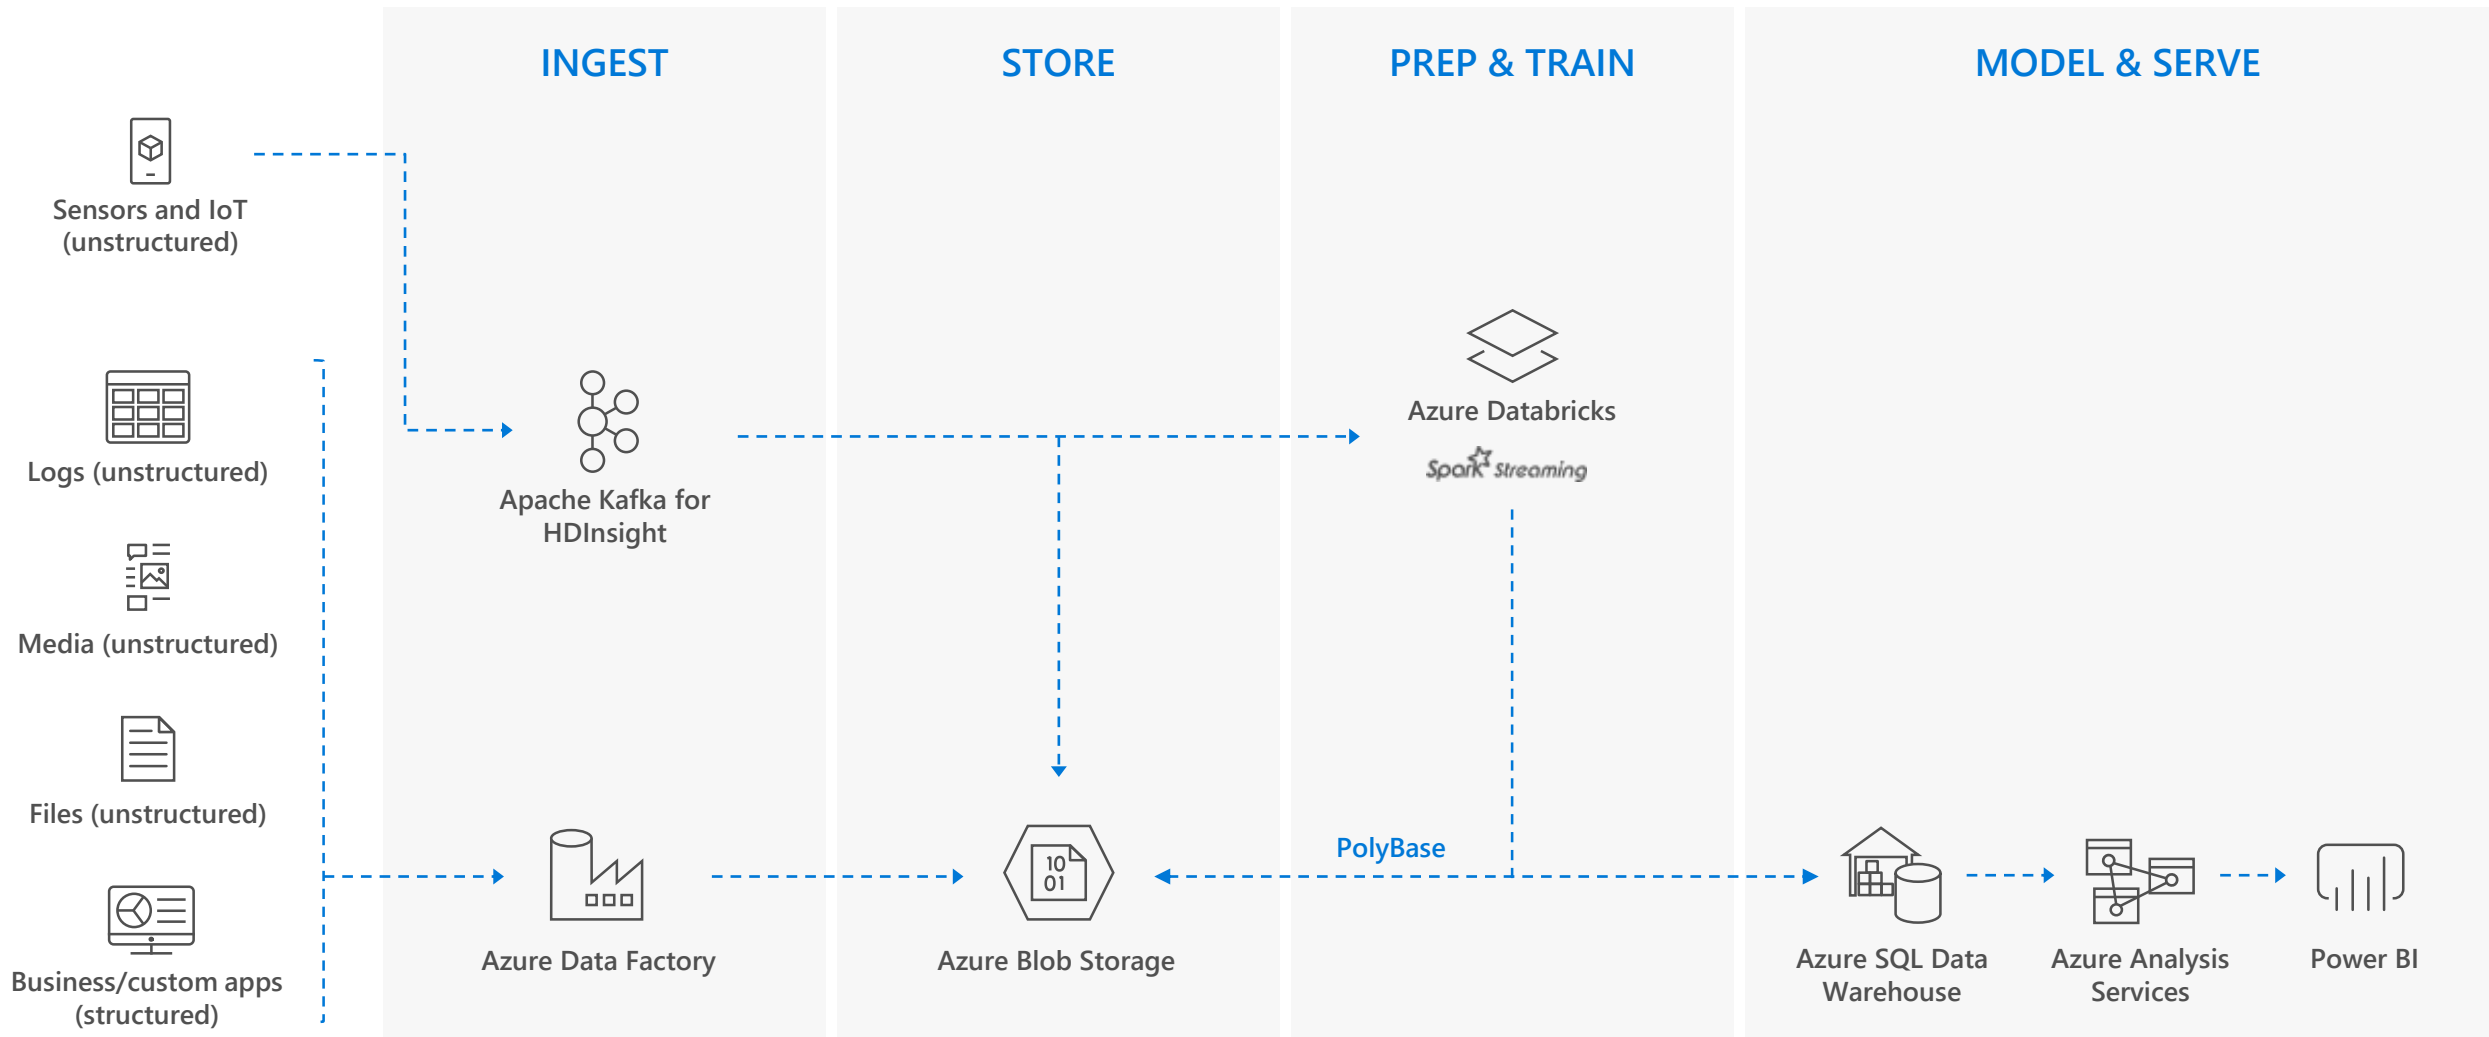 INGEST
STORE
PREP & TRAIN
MODEL & SERVE
Sensors and IoT
(unstructured)
Logs (unstructured)
Media (unstructured)
Files (unstructured)
Business/custom apps
(structured)
Apache Kafka for
HDInsight
Azure Data Factory
10
01
Azure Blob Storage
Azure Databricks
Spark Streaming
PolyBase
Azure SQL Data
Warehouse
Azure Analysis
Services
Power BI